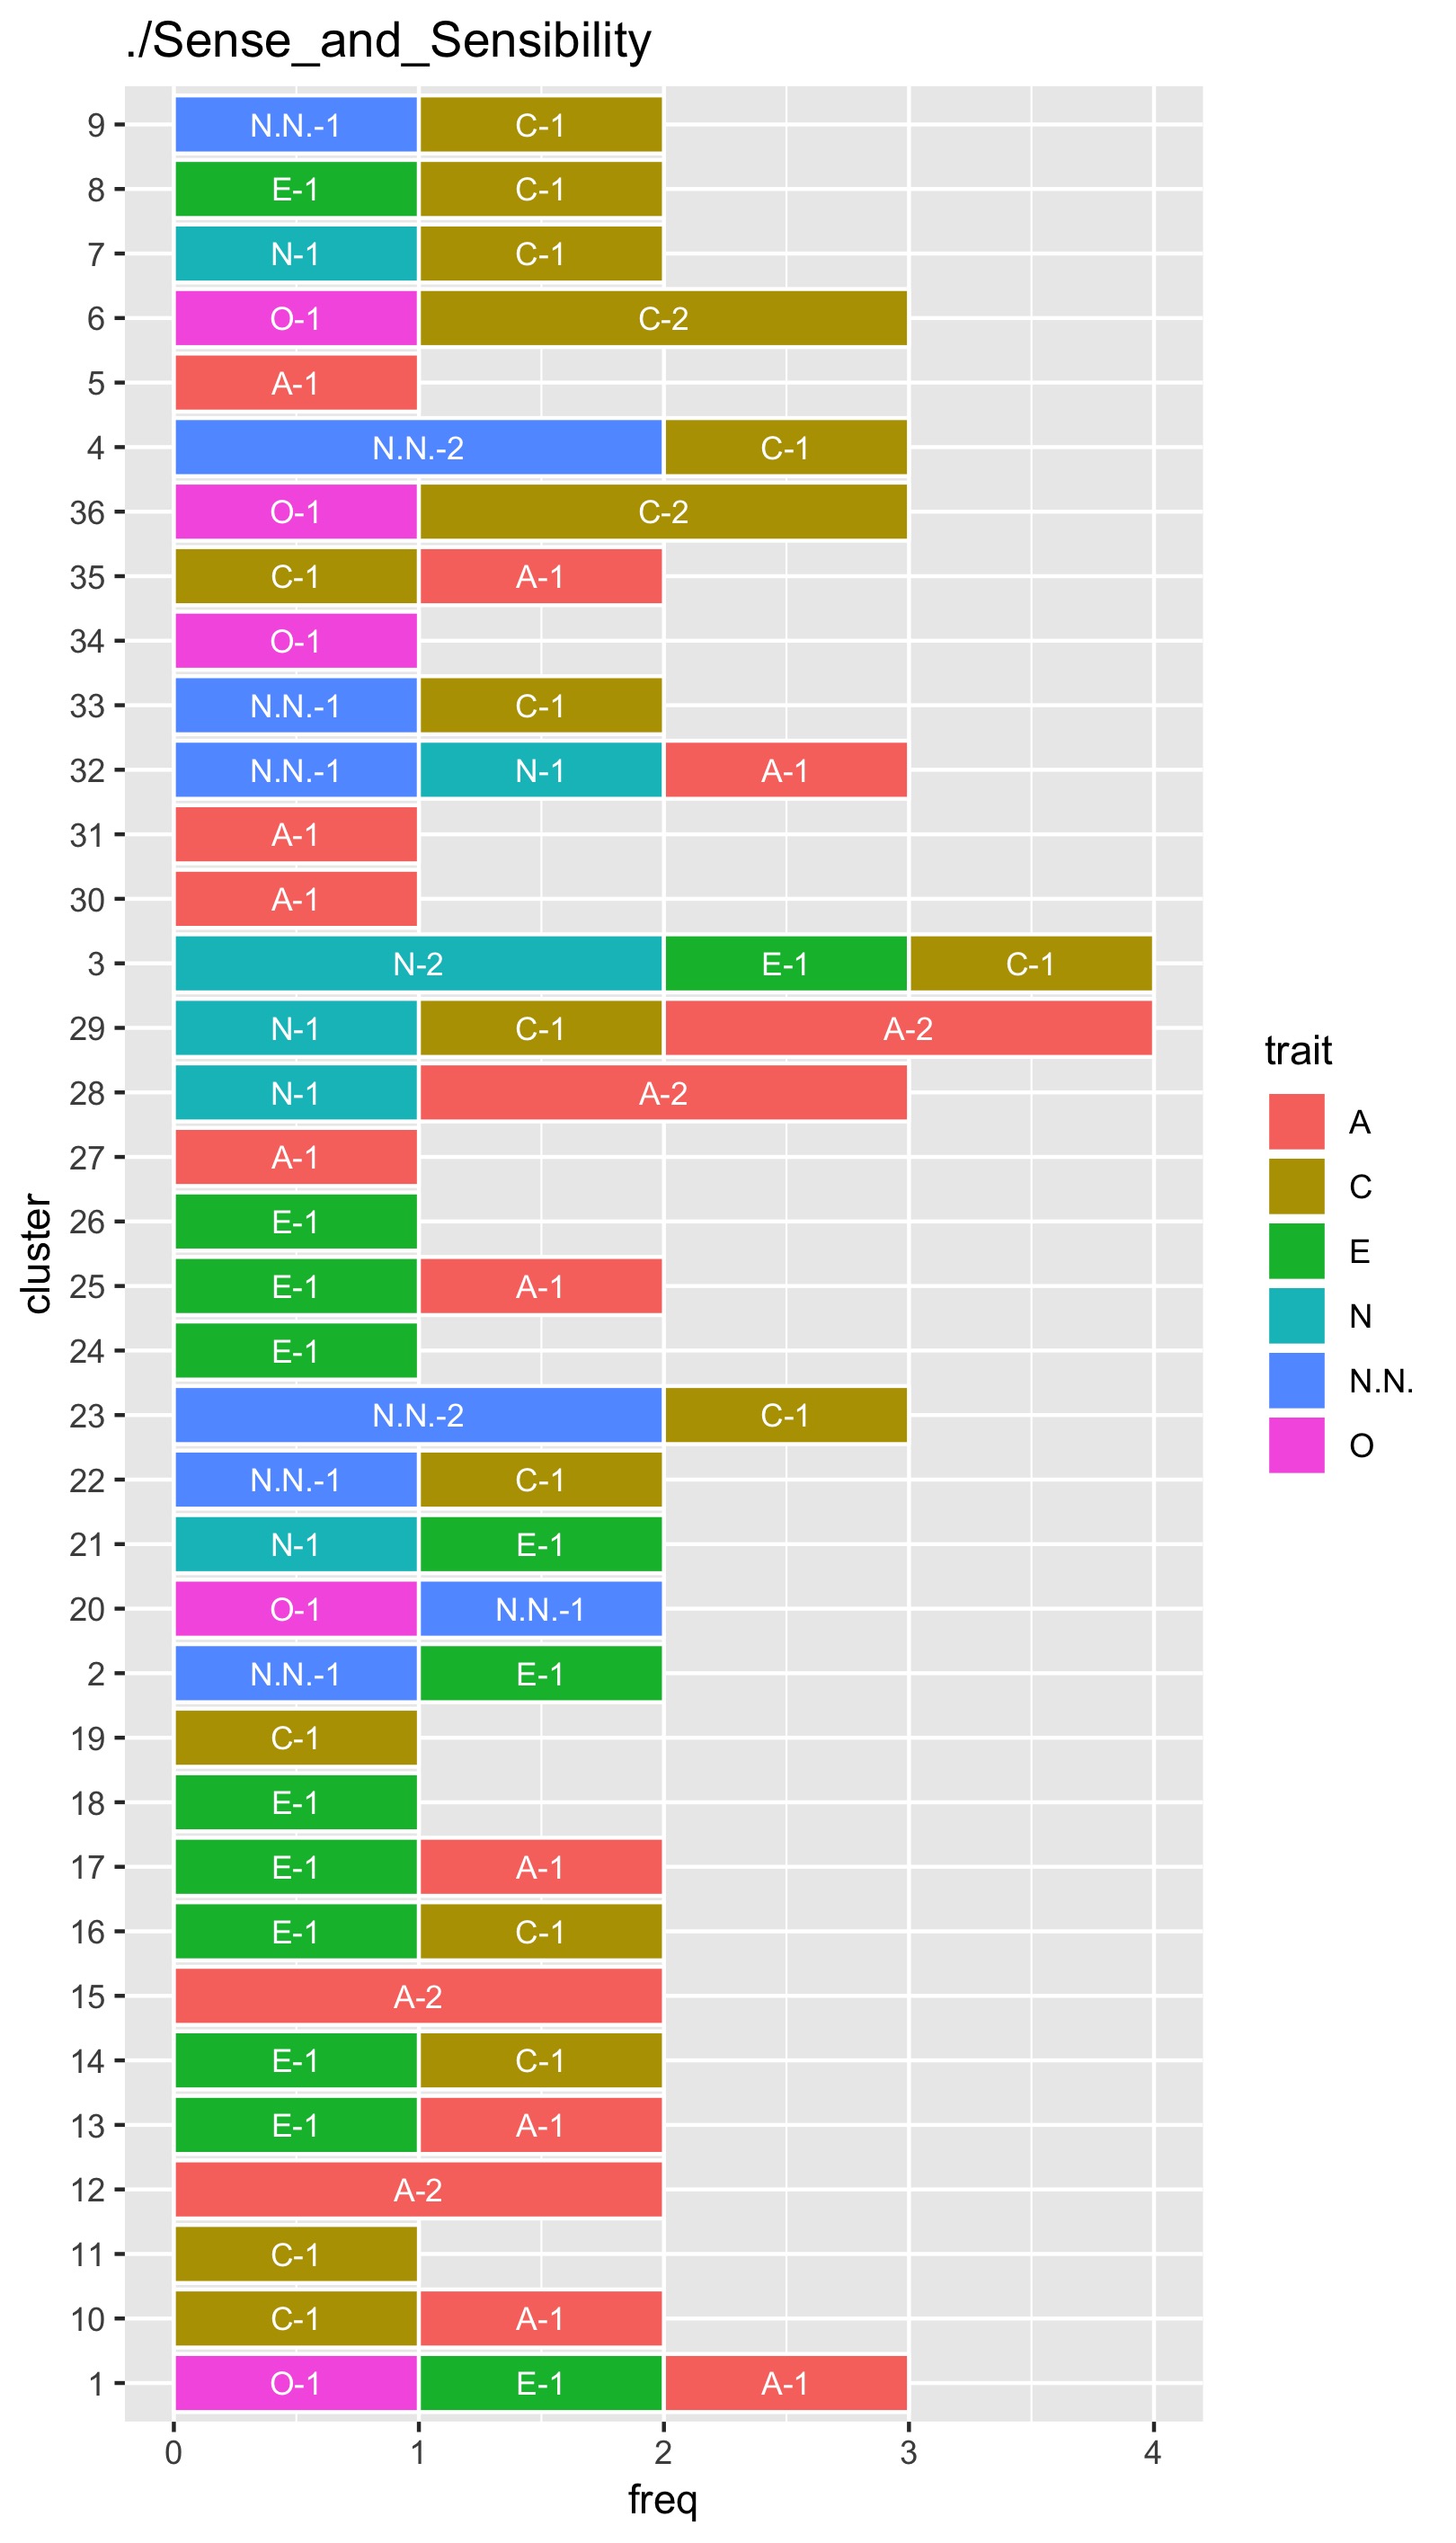 ./Sense_and_Sensibility
9 N.N.-1 C-1
8 E-1 C-1
7 N-1 C-1
6 O-1 C-2
5 A-1
4 N.N.-2 C-1
36 O-1 C-2
35 C-1 A-1
34 O-1
33 N.N.-1 C-1
32 N.N.-1 N-1 A-1
31 A-1
30 A-1
3 N-2 E-1 C-1
29 N-1 C-1 A-2
28 N-1 A-2
27 A-1
26 E-1
25 E-1 A-1
24 E-1
23 N.N.-2 C-1
22 N.N.-1 C-1
21 N-1 E-1
20 O-1 N.N.-1
2 N.N.-1 E-1
19 C-1
18 E-1
17 E-1 A-1
16 E-1 C-1
15 A-2
14 E-1 C-1
13 E-1 A-1
12 A-2
11 C-1
10 C-1 A-1
1 O-1 E-1 A-1
0 1 2 3 4
freq
cluster
trait
A
C
E
N
N.N.
O